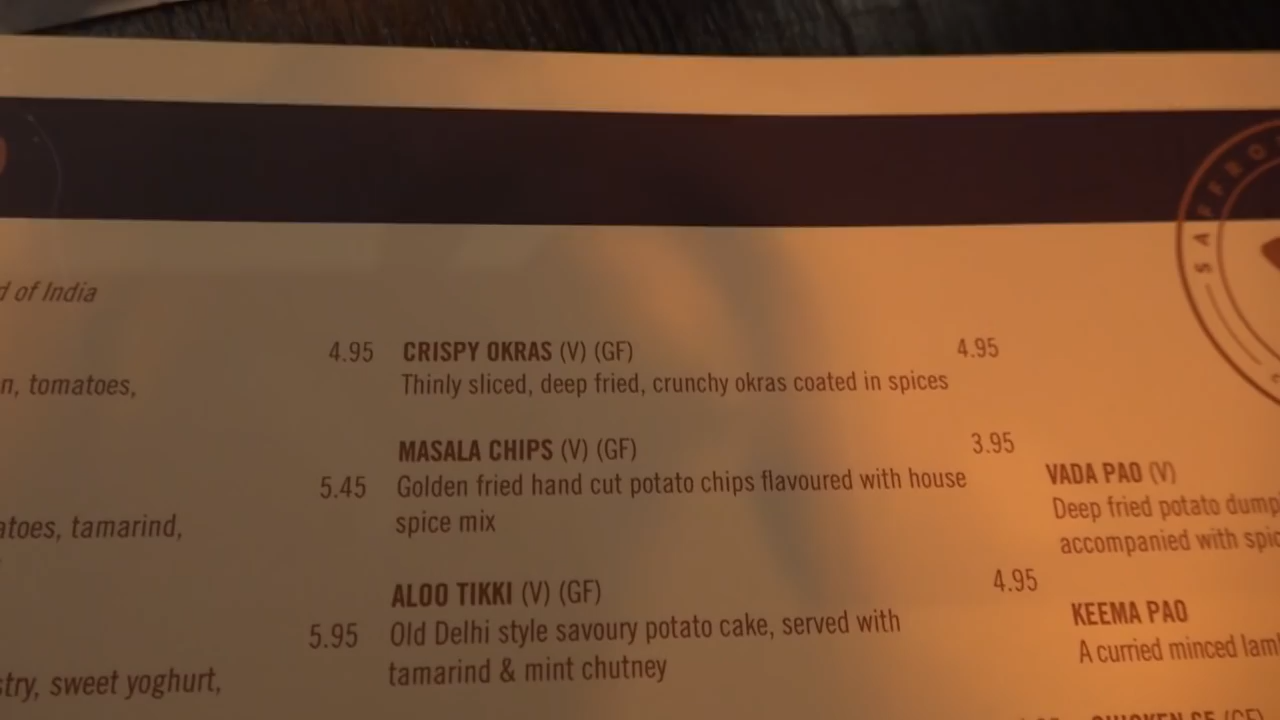 SAFFRO
d of India
4.95
n, tomatoes,
5.45
tamarind,
5.95
sweet yoghurt,
CRISPY OKRAS (V) (GF) 4.95
Thinly sliced, deep fried, crunchy okras coated in spices
MASALA CHIPS (V) (GF) 3.95
Golden fried hand cut potato chips flavoured with house
spice mix
ALOO TIKKI (V) (GF) 4.95
Old Delhi style savoury potato cake, served with
tamarind & mint chutney
VADA PAO (V)
Deep fried potato dump
accompanied with spic
KEEMA PAO
A curried minced lam